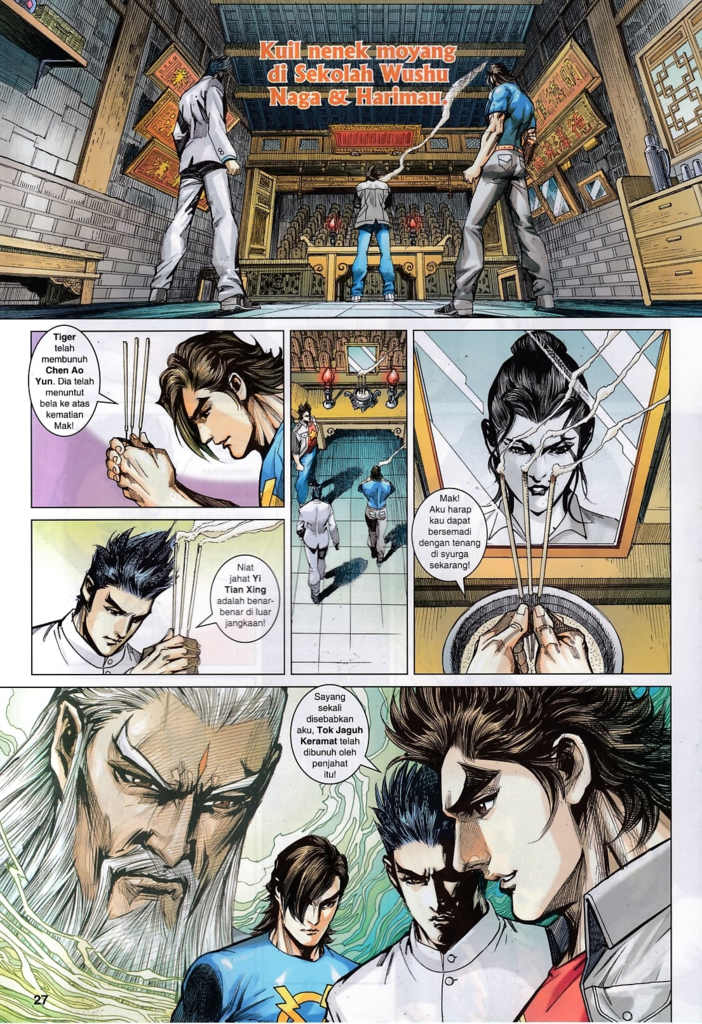 Kuil nenek moyang
di Sekolah Wushu
Naga & Harimau.
Tiger
telah
membunuh
Chen Ao
Yun. Dia telah
menuntut
bela ke atas
kematian
Mak!
Niat
jahat Yi
Tian Xing
adalah benar-
benar di luar
jangkaan!
Mak!
Aku harap
kau dapat
bersemadi
dengan tenang
di syurga
sekarang!
Sayang
sekali
disebabkan
aku, Tok Jaguh
Keramat telah
dibunuh oleh
penjahat
itu!
27